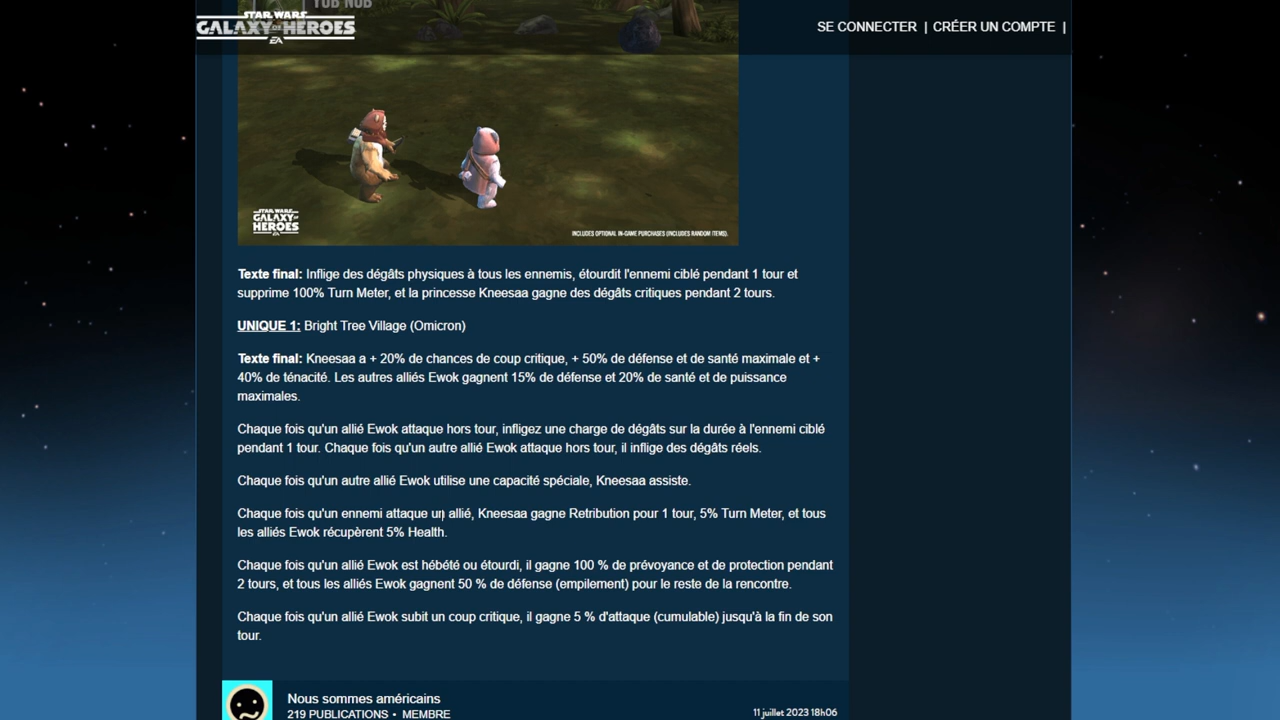 YUB NUB
STAR WARS
GALAXY OF HEROES
EA
SE CONNECTER | CRÉER UN COMPTE |
STAR WARS
GALAXY OF
HEROES
EA
INCLUDES OPTIONAL IN-GAME PURCHASES (INCLUDES RANDOM ITEMS).
Texte final: Inflige des dégâts physiques à tous les ennemis, étourdit l'ennemi ciblé pendant 1 tour et
supprime 100% Turn Meter, et la princesse Kneesaa gagne des dégâts critiques pendant 2 tours.
UNIQUE 1: Bright Tree Village (Omicron)
Texte final: Kneesaa a + 20% de chances de coup critique, + 50% de défense et de santé maximale et +
40% de ténacité. Les autres alliés Ewok gagnent 15% de défense et 20% de santé et de puissance
maximales.
Chaque fois qu'un allié Ewok attaque hors tour, infligez une charge de dégâts sur la durée à l'ennemi ciblé
pendant 1 tour. Chaque fois qu'un autre allié Ewok attaque hors tour, il inflige des dégâts réels.
Chaque fois qu'un autre allié Ewok utilise une capacité spéciale, Kneesaa assiste.
Chaque fois qu'un ennemi attaque un allié, Kneesaa gagne Retribution pour 1 tour, 5% Turn Meter, et tous
les alliés Ewok récupèrent 5% Health.
Chaque fois qu'un allié Ewok est hébété ou étourdi, il gagne 100 % de prévoyance et de protection pendant
2 tours, et tous les alliés Ewok gagnent 50 % de défense (empilement) pour le reste de la rencontre.
Chaque fois qu'un allié Ewok subit un coup critique, il gagne 5 % d'attaque (cumulable) jusqu'à la fin de son
tour.
Nous sommes américains
219 PUBLICATIONS • MEMBRE
11 juillet 2023 18h06